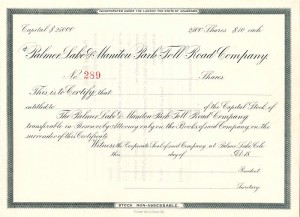 INCORPORATED UNDER THE LAWS OF THE STATE OF COLORADO
Capital $25000 2500 Shares $10 each
Palmer Lake & Manitou Park Toll Road Company.
No. 289 Shares
This is to Certify that
entitled to of the Capital Stock of
The Palmer Lake & Manitou Park Toll Road Company
transferable in Person or by Attorney only on the Books of said Company, on the
surrender of this Certificate.
Witness, the Corporate Seal of said Company, at Palmer Lake, Colo.
this day of A.D. 18
President
Secretary
STOCK NON-ASSESSABLE